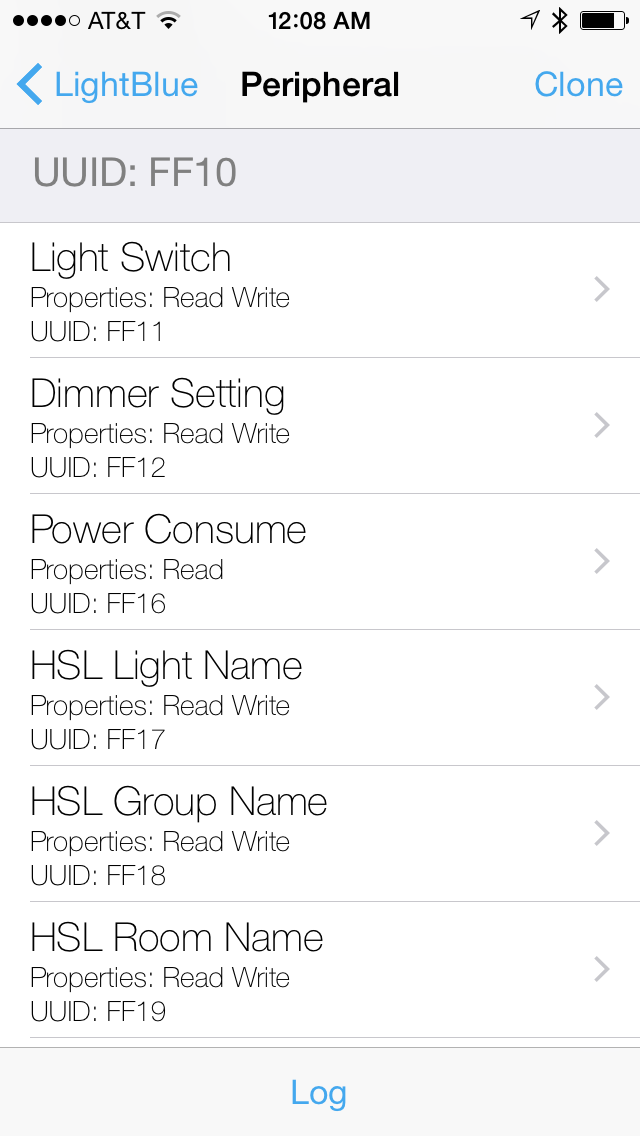 AT&T 12:08 AM
LightBlue Peripheral Clone
UUID: FF10
Light Switch
Properties: Read Write
UUID: FF11
Dimmer Setting
Properties: Read Write
UUID: FF12
Power Consume
Properties: Read
UUID: FF16
HSL Light Name
Properties: Read Write
UUID: FF17
HSL Group Name
Properties: Read Write
UUID: FF18
HSL Room Name
Properties: Read Write
UUID: FF19
Log